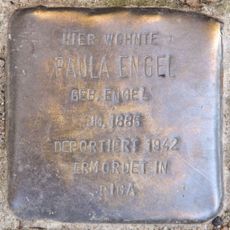 HIER WOHNTE
PAULA ENGEL
GEB. ENGEL
JG. 1886
DEPORTIERT 1942
ERMORDET IN
RIGA